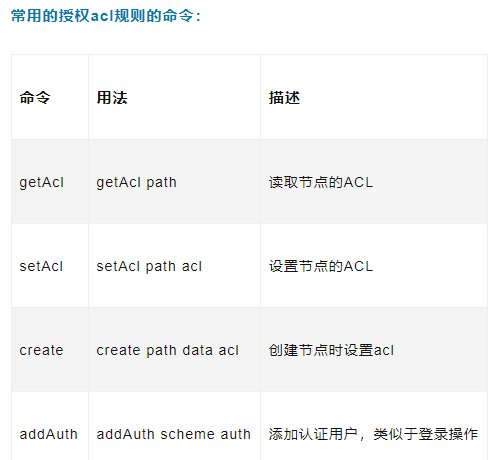 常用的授权acl规则的命令：
命令 用法 描述
getAcl getAcl path 读取节点的ACL
setAcl setAcl path acl 设置节点的ACL
create create path data acl 创建节点时设置acl
addAuth addAuth scheme auth 添加认证用户，类似于登录操作